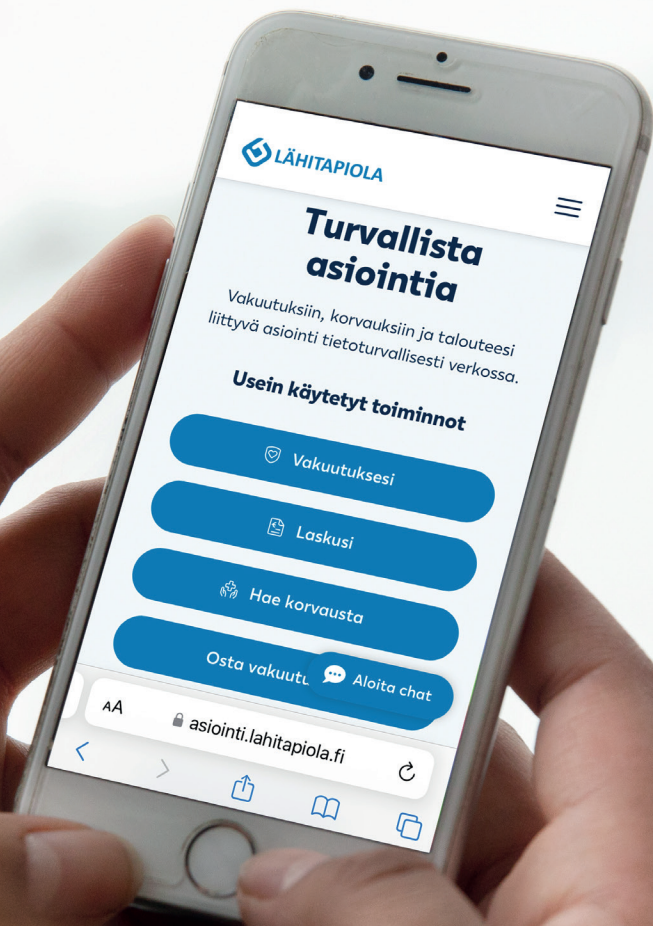 LÄHITAPIOLA
Turvallista
asiointia
Vakuutuksiin, korvauksiin ja talouteesi
liittyvä asiointi tietoturvallisesti verkossa.
Usein käytetyt toiminnot
Vakuutuksesi
Laskusi
Hae korvausta
Osta vakuutu
Aloita chat
AA
asiointi.lahitapiola.fi